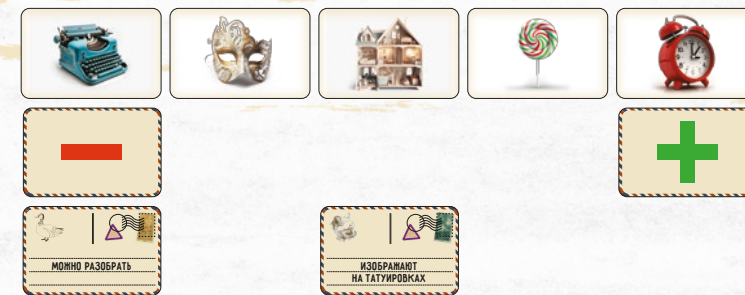 МОЖНО РАЗОБРАТЬ
ИЗОБРАЖАЮТ
НА ТАТУИРОВКАХ